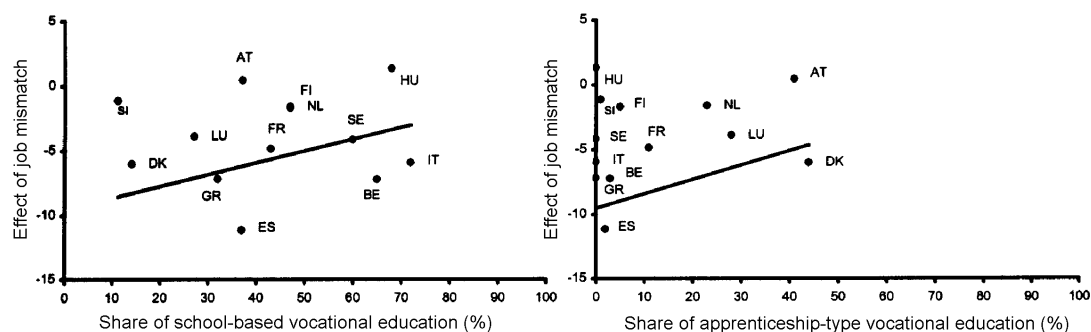 5
0
-5
-10
-15
Effect of job mismatch
AT
HU
FI
NL
SI
SE
LU
FR
DK
IT
GR
BE
ES
0 10 20 30 40 50 60 70 80 90 100
Share of school-based vocational education (%)
5
0
-5
-10
-15
Effect of job mismatch
HU
AT
SI
FI
NL
SE
FR
LU
IT
BE
DK
GR
ES
0 10 20 30 40 50 60 70 80 90 100
Share of apprenticeship-type vocational education (%)